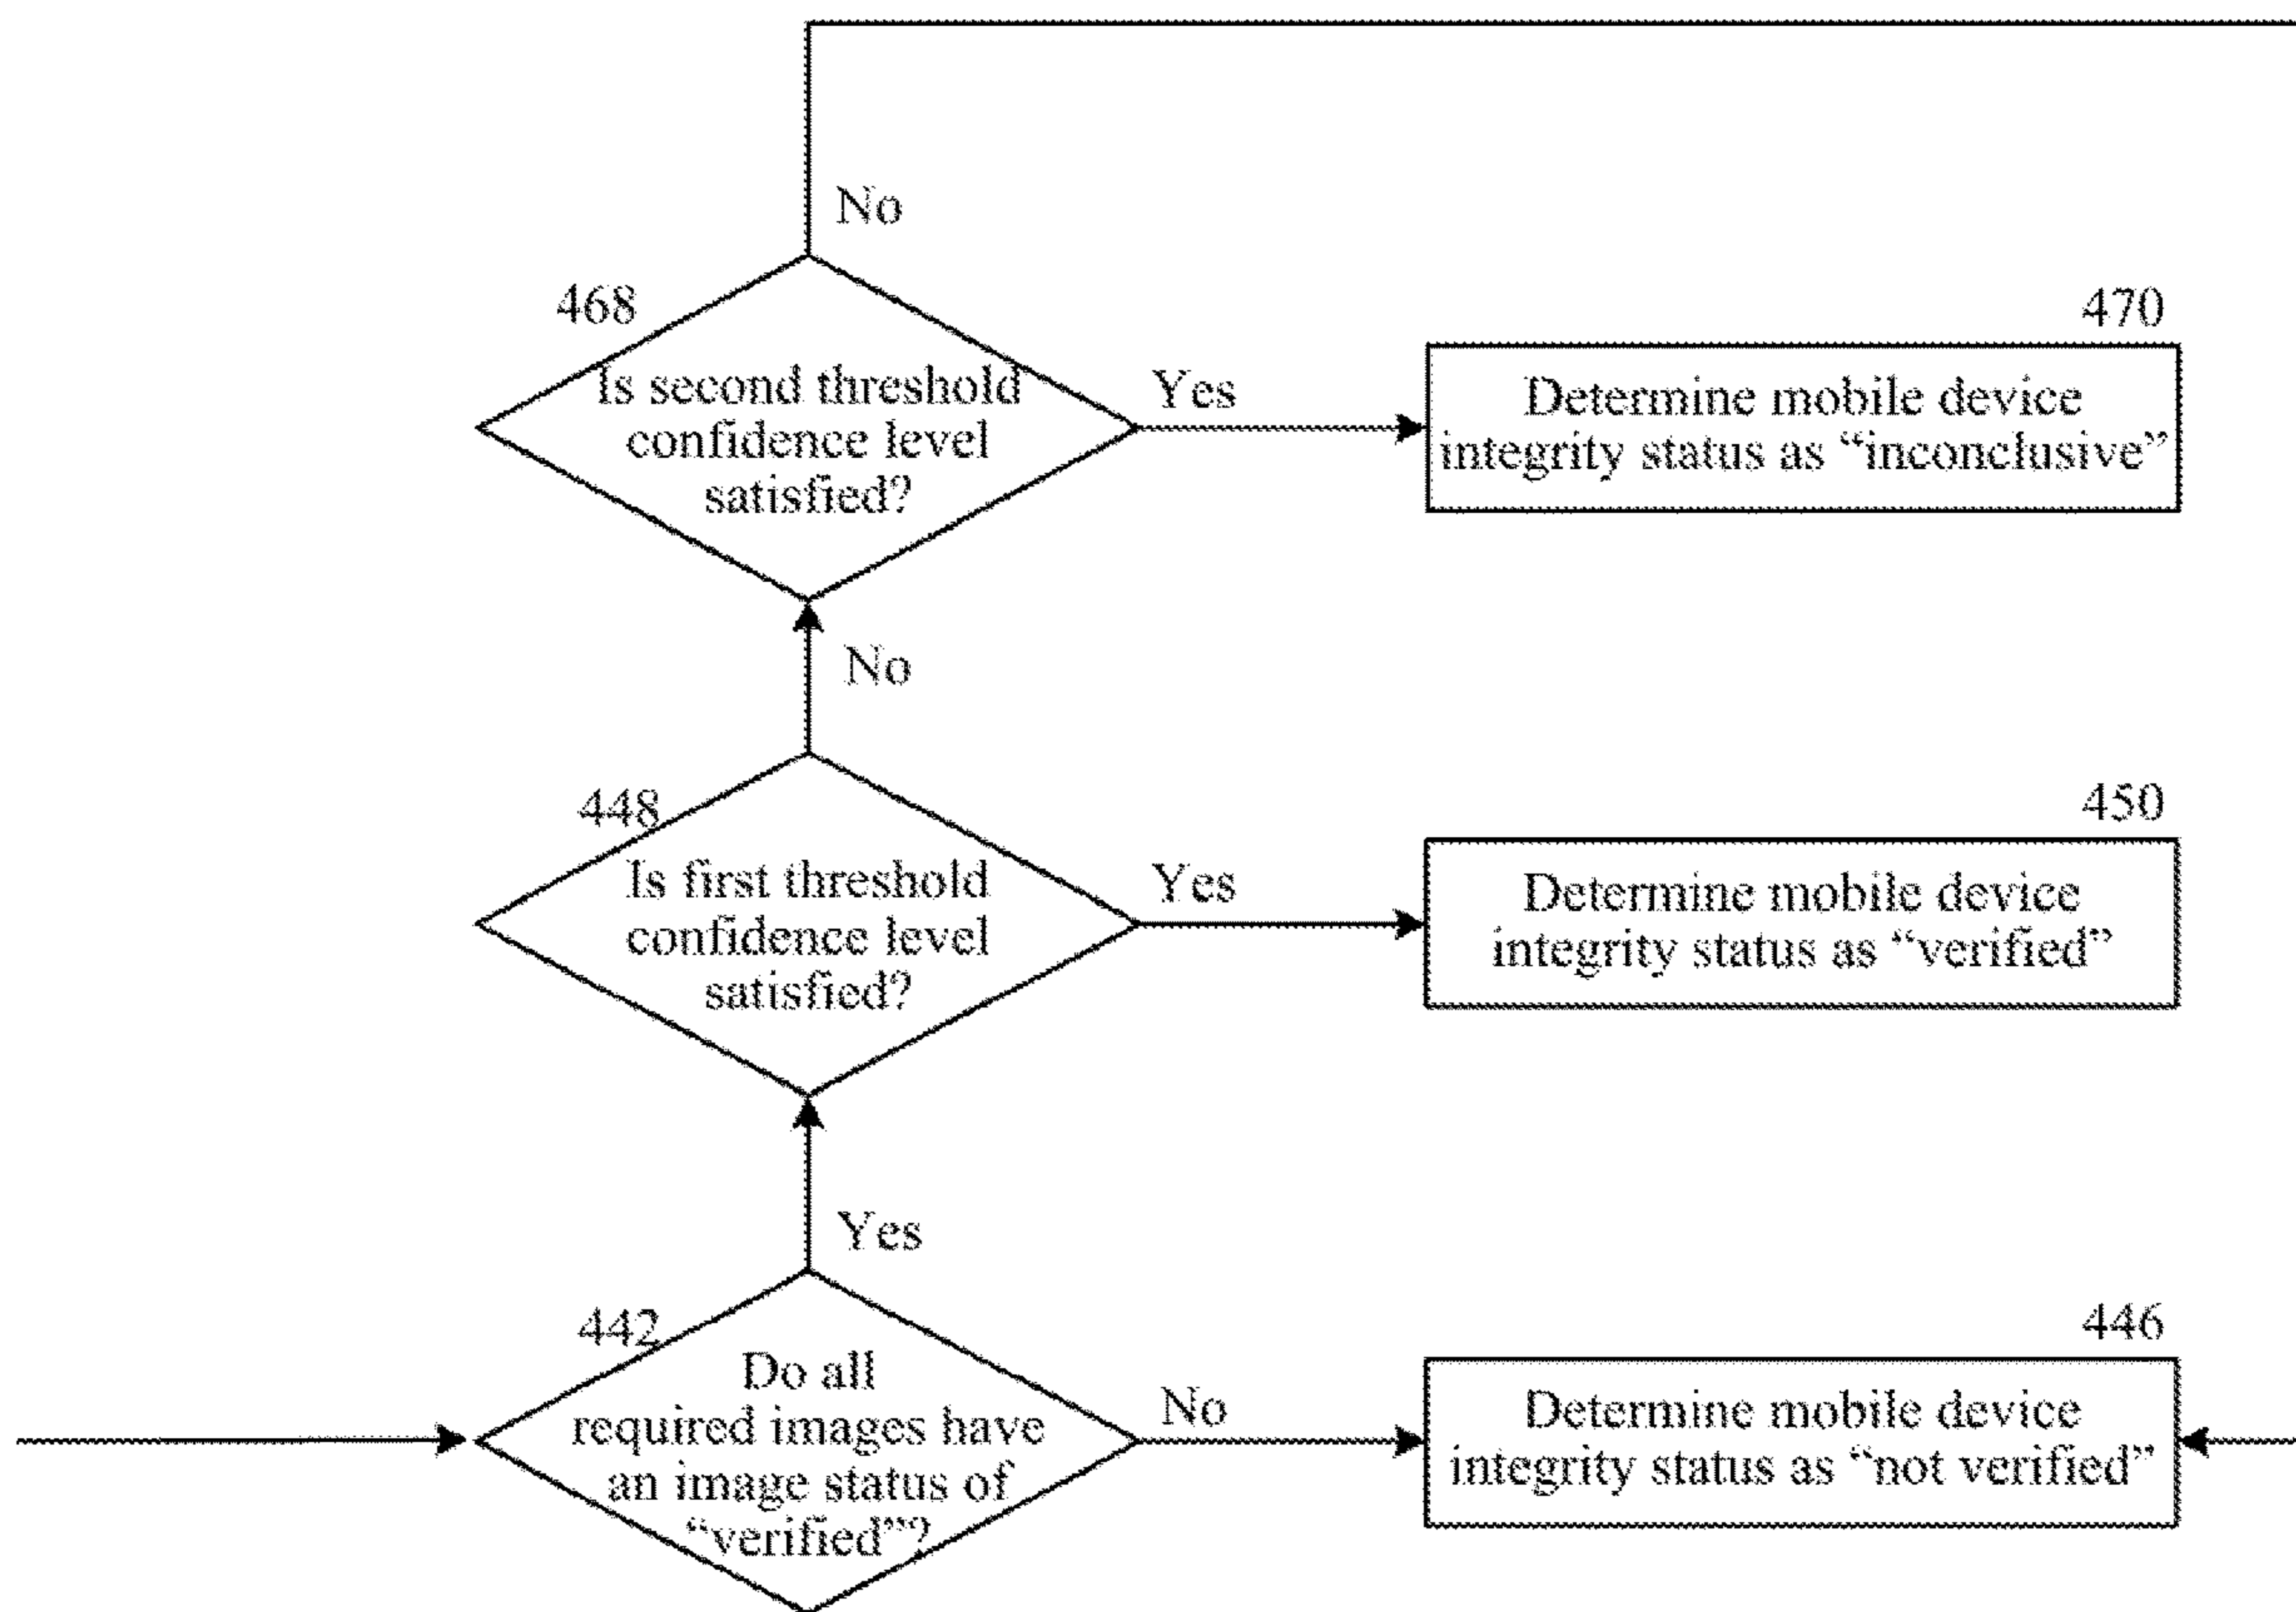 No
468
Is second threshold
confidence level
satisfied?
Yes
470
Determine mobile device
integrity status as “inconclusive”
No
448
Is first threshold
confidence level
satisfied?
Yes
450
Determine mobile device
integrity status as “verified”
Yes
442
Do all
required images have
an image status of
“verified”?
No
446
Determine mobile device
integrity status as “not verified”